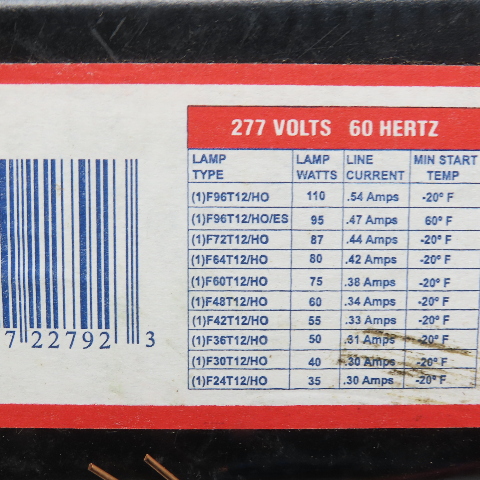 277 VOLTS 60 HERTZ
LAMP TYPE LAMP WATTS LINE CURRENT MIN START TEMP
(1)F96T12/HO 110 .54 Amps -20° F
(1)F96T12/HO/ES 95 .47 Amps 60° F
(1)F72T12/HO 87 .44 Amps -20° F
(1)F64T12/HO 80 .42 Amps -20° F
(1)F60T12/HO 75 .38 Amps -20° F
(1)F48T12/HO 60 .34 Amps -20° F
(1)F42T12/HO 55 .33 Amps -20° F
(1)F36T12/HO 50 .31 Amps -20° F
(1)F30T12/HO 40 .30 Amps -20° F
(1)F24T12/HO 35 .30 Amps -20° F
722792 3